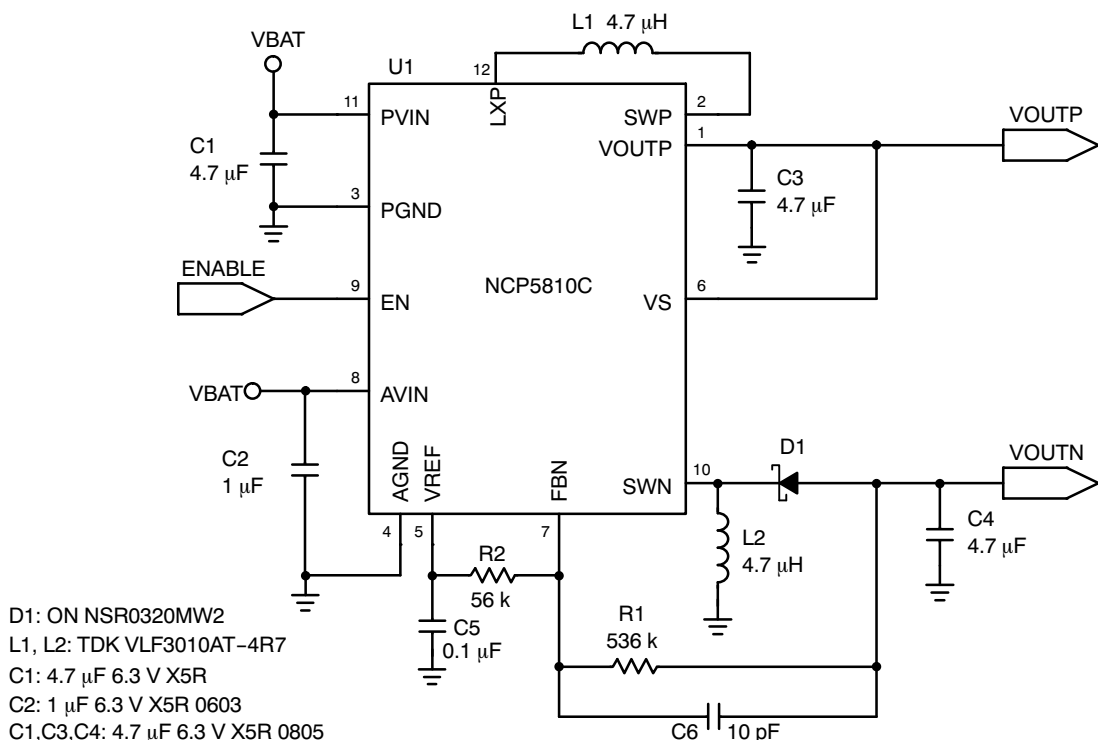 L1 4.7 μH
VBAT
U1
12
LXP
11
PVIN
SWP
2
VOUTP
1
VOUTP
C1
4.7 μF
C3
4.7 μF
3
PGND
ENABLE
9
EN
NCP5810C
VS
6
VBAT
8
AVIN
C2
1 μF
AGND
VREF
FBN
SWN
10
D1
VOUTN
4
5
7
L2
4.7 μH
C4
4.7 μF
R2
56 k
C5
0.1 μF
R1
536 k
C6
10 pF
D1: ON NSR0320MW2
L1, L2: TDK VLF3010AT−4R7
C1: 4.7 μF 6.3 V X5R
C2: 1 μF 6.3 V X5R 0603
C1,C3,C4: 4.7 μF 6.3 V X5R 0805